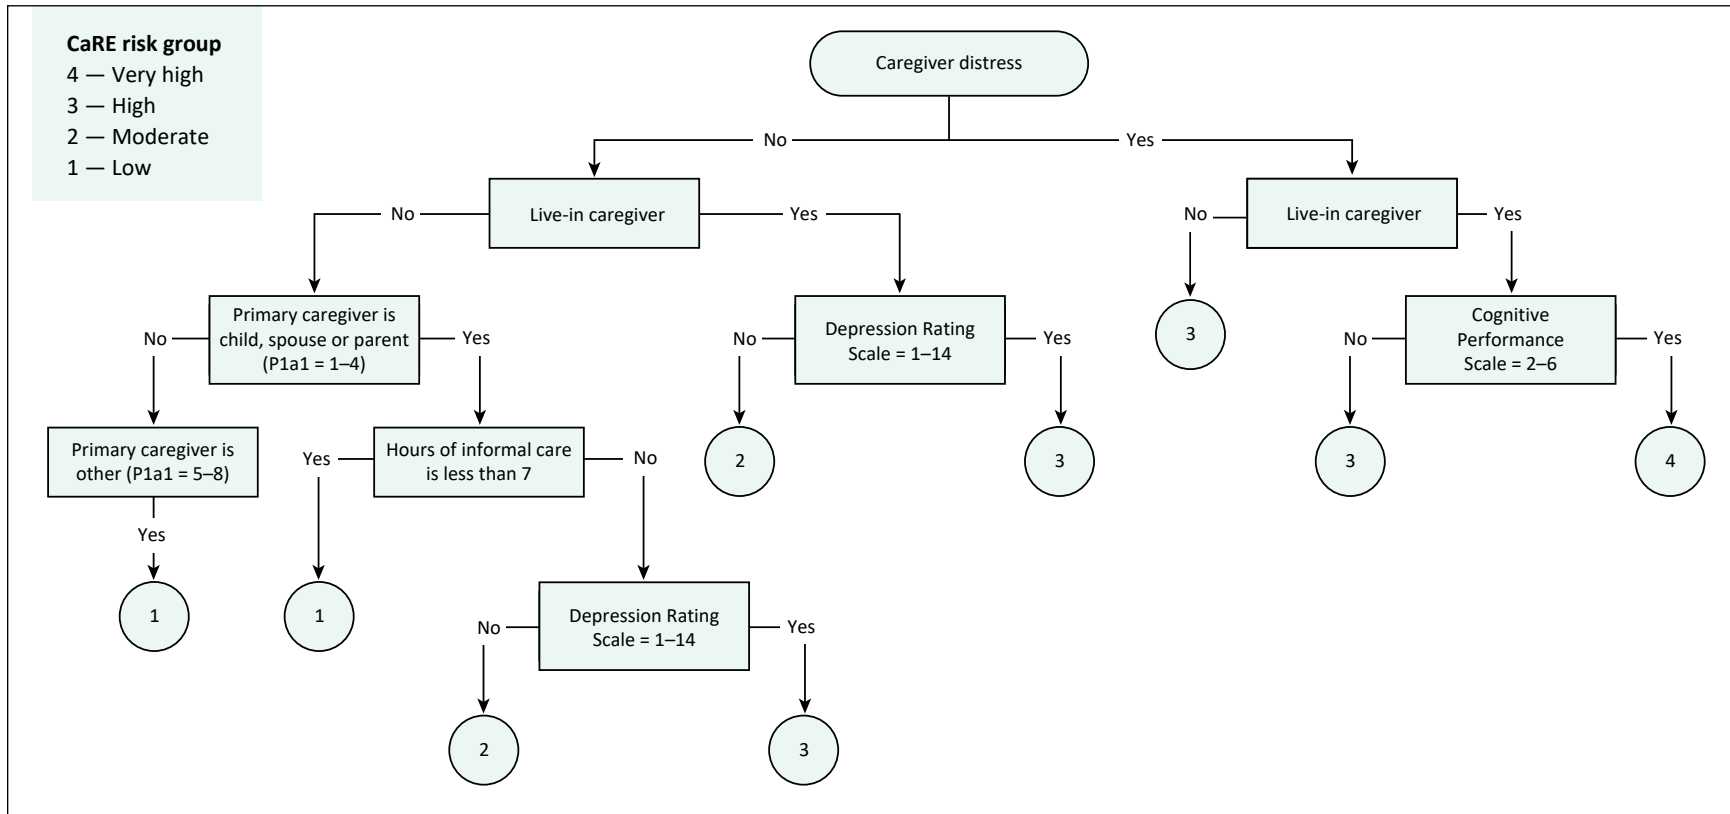 CaRE risk group
4 — Very high
3 — High
2 — Moderate
1 — Low
Caregiver distress
No
Yes
Live-in caregiver
Live-in caregiver
No
Yes
No
Yes
Primary caregiver is
child, spouse or parent
(P1a1 = 1–4)
Depression Rating
Scale = 1–14
3
Cognitive
Performance
Scale = 2–6
No
Yes
No
Yes
No
Yes
Primary caregiver is
other (P1a1 = 5–8)
Hours of informal care
is less than 7
2
3
3
4
Yes
Yes
No
1
1
Depression Rating
Scale = 1–14
No
Yes
2
3